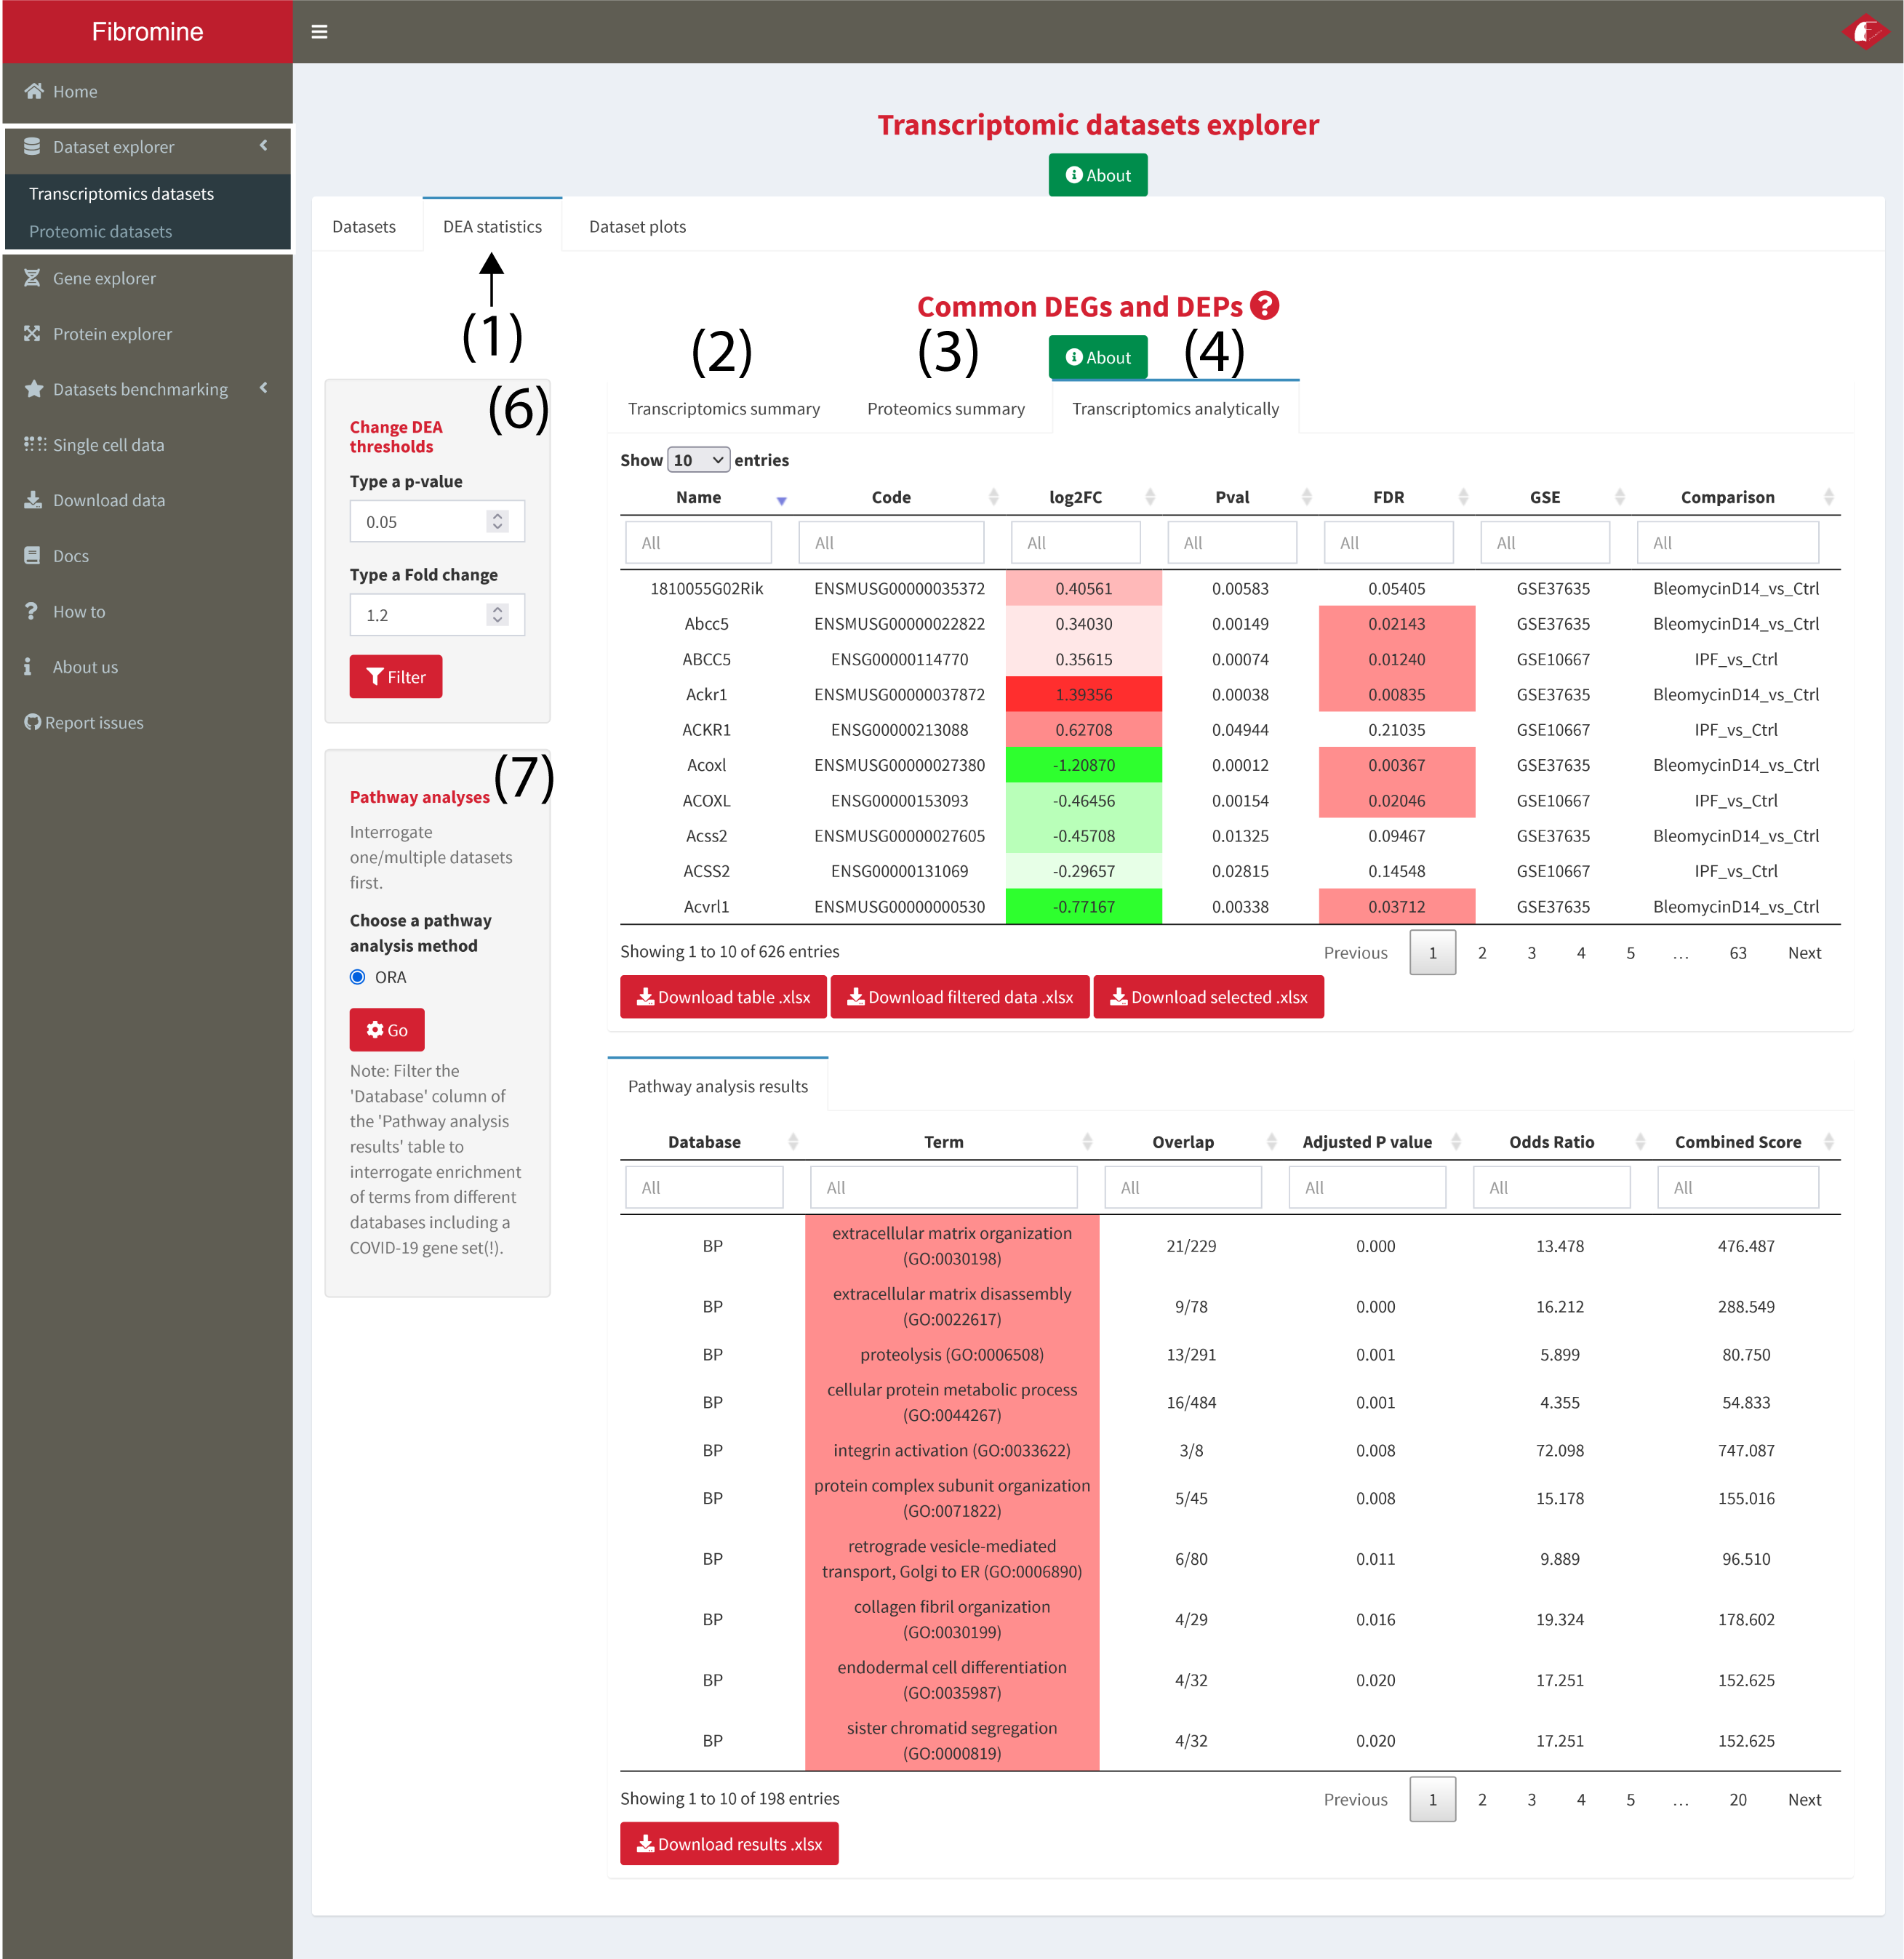 Fibromine
Home
Dataset explorer
Transcriptomics datasets
Proteomic datasets
Gene explorer
Protein explorer
Datasets benchmarking
Single cell data
Download data
Docs
How to
About us
Report issues
Transcriptomic datasets explorer
About
Datasets DEA statistics Dataset plots
(1)
Common DEGs and DEPs ?
About
(2) (3) (4)
(6)
Change DEA
thresholds
Type a p-value
0.05
Type a Fold change
1.2
Filter
(7)
Pathway analyses
Interrogate
one/multiple datasets
first.
Choose a pathway
analysis method
ORA
Go
Note: Filter the
'Database' column of
the 'Pathway analysis
results' table to
interrogate enrichment
of terms from different
databases including a
COVID-19 gene set(!).
Transcriptomics summary Proteomics summary Transcriptomics analytically
Show 10 entries
Name Code log2FC Pval FDR GSE Comparison
All All All All All All All
1810055G02Rik ENSMUSG00000035372 0.40561 0.00583 0.05405 GSE37635 BleomycinD14_vs_Ctrl
Abcc5 ENSMUSG00000022822 0.34030 0.00149 0.02143 GSE37635 BleomycinD14_vs_Ctrl
ABCC5 ENSG00000114770 0.35615 0.00074 0.01240 GSE10667 IPF_vs_Ctrl
Ackr1 ENSMUSG00000037872 1.39356 0.00038 0.00835 GSE37635 BleomycinD14_vs_Ctrl
ACKR1 ENSG00000213088 0.62708 0.04944 0.21035 GSE10667 IPF_vs_Ctrl
Acoxl ENSMUSG00000027380 -1.20870 0.00012 0.00367 GSE37635 BleomycinD14_vs_Ctrl
ACOXL ENSG00000153093 -0.46456 0.00154 0.02046 GSE10667 IPF_vs_Ctrl
Acss2 ENSMUSG00000027605 -0.45708 0.01325 0.09467 GSE37635 BleomycinD14_vs_Ctrl
ACSS2 ENSG00000131069 -0.29657 0.02815 0.14548 GSE10667 IPF_vs_Ctrl
Acvrl1 ENSMUSG00000000530 -0.77167 0.00338 0.03712 GSE37635 BleomycinD14_vs_Ctrl
Showing 1 to 10 of 626 entries Previous 1 2 3 4 5 … 63 Next
Download table .xlsx Download filtered data .xlsx Download selected .xlsx
Pathway analysis results
Database Term Overlap Adjusted P value Odds Ratio Combined Score
All All All All All All
BP extracellular matrix organization (GO:0030198) 21/229 0.000 13.478 476.487
BP extracellular matrix disassembly (GO:0022617) 9/78 0.000 16.212 288.549
BP proteolysis (GO:0006508) 13/291 0.001 5.899 80.750
BP cellular protein metabolic process (GO:0044267) 16/484 0.001 4.355 54.833
BP integrin activation (GO:0033622) 3/8 0.008 72.098 747.087
BP protein complex subunit organization (GO:0071822) 5/45 0.008 15.178 155.016
BP retrograde vesicle-mediated transport, Golgi to ER (GO:0006890) 6/80 0.011 9.889 96.510
BP collagen fibril organization (GO:0030199) 4/29 0.016 19.324 178.602
BP endodermal cell differentiation (GO:0035987) 4/32 0.020 17.251 152.625
BP sister chromatid segregation (GO:0000819) 4/32 0.020 17.251 152.625
Showing 1 to 10 of 198 entries Previous 1 2 3 4 5 … 20 Next
Download results .xlsx